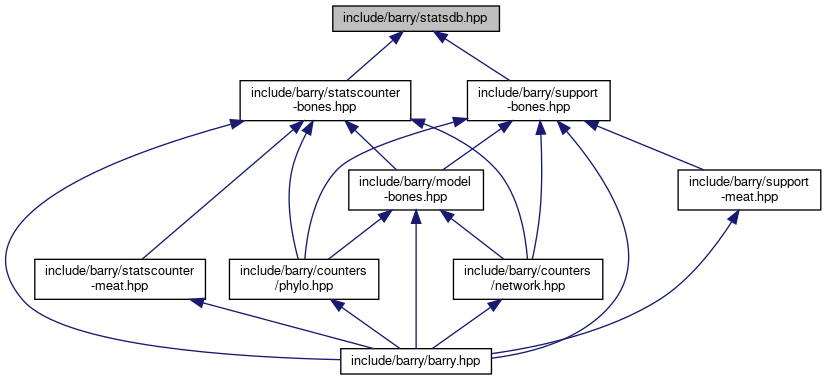 include/barry/statsdb.hpp
include/barry/statscounter
-bones.hpp
include/barry/support
-bones.hpp
include/barry/model
-bones.hpp
include/barry/support
-meat.hpp
include/barry/statscounter
-meat.hpp
include/barry/counters
/phylo.hpp
include/barry/counters
/network.hpp
include/barry/barry.hpp